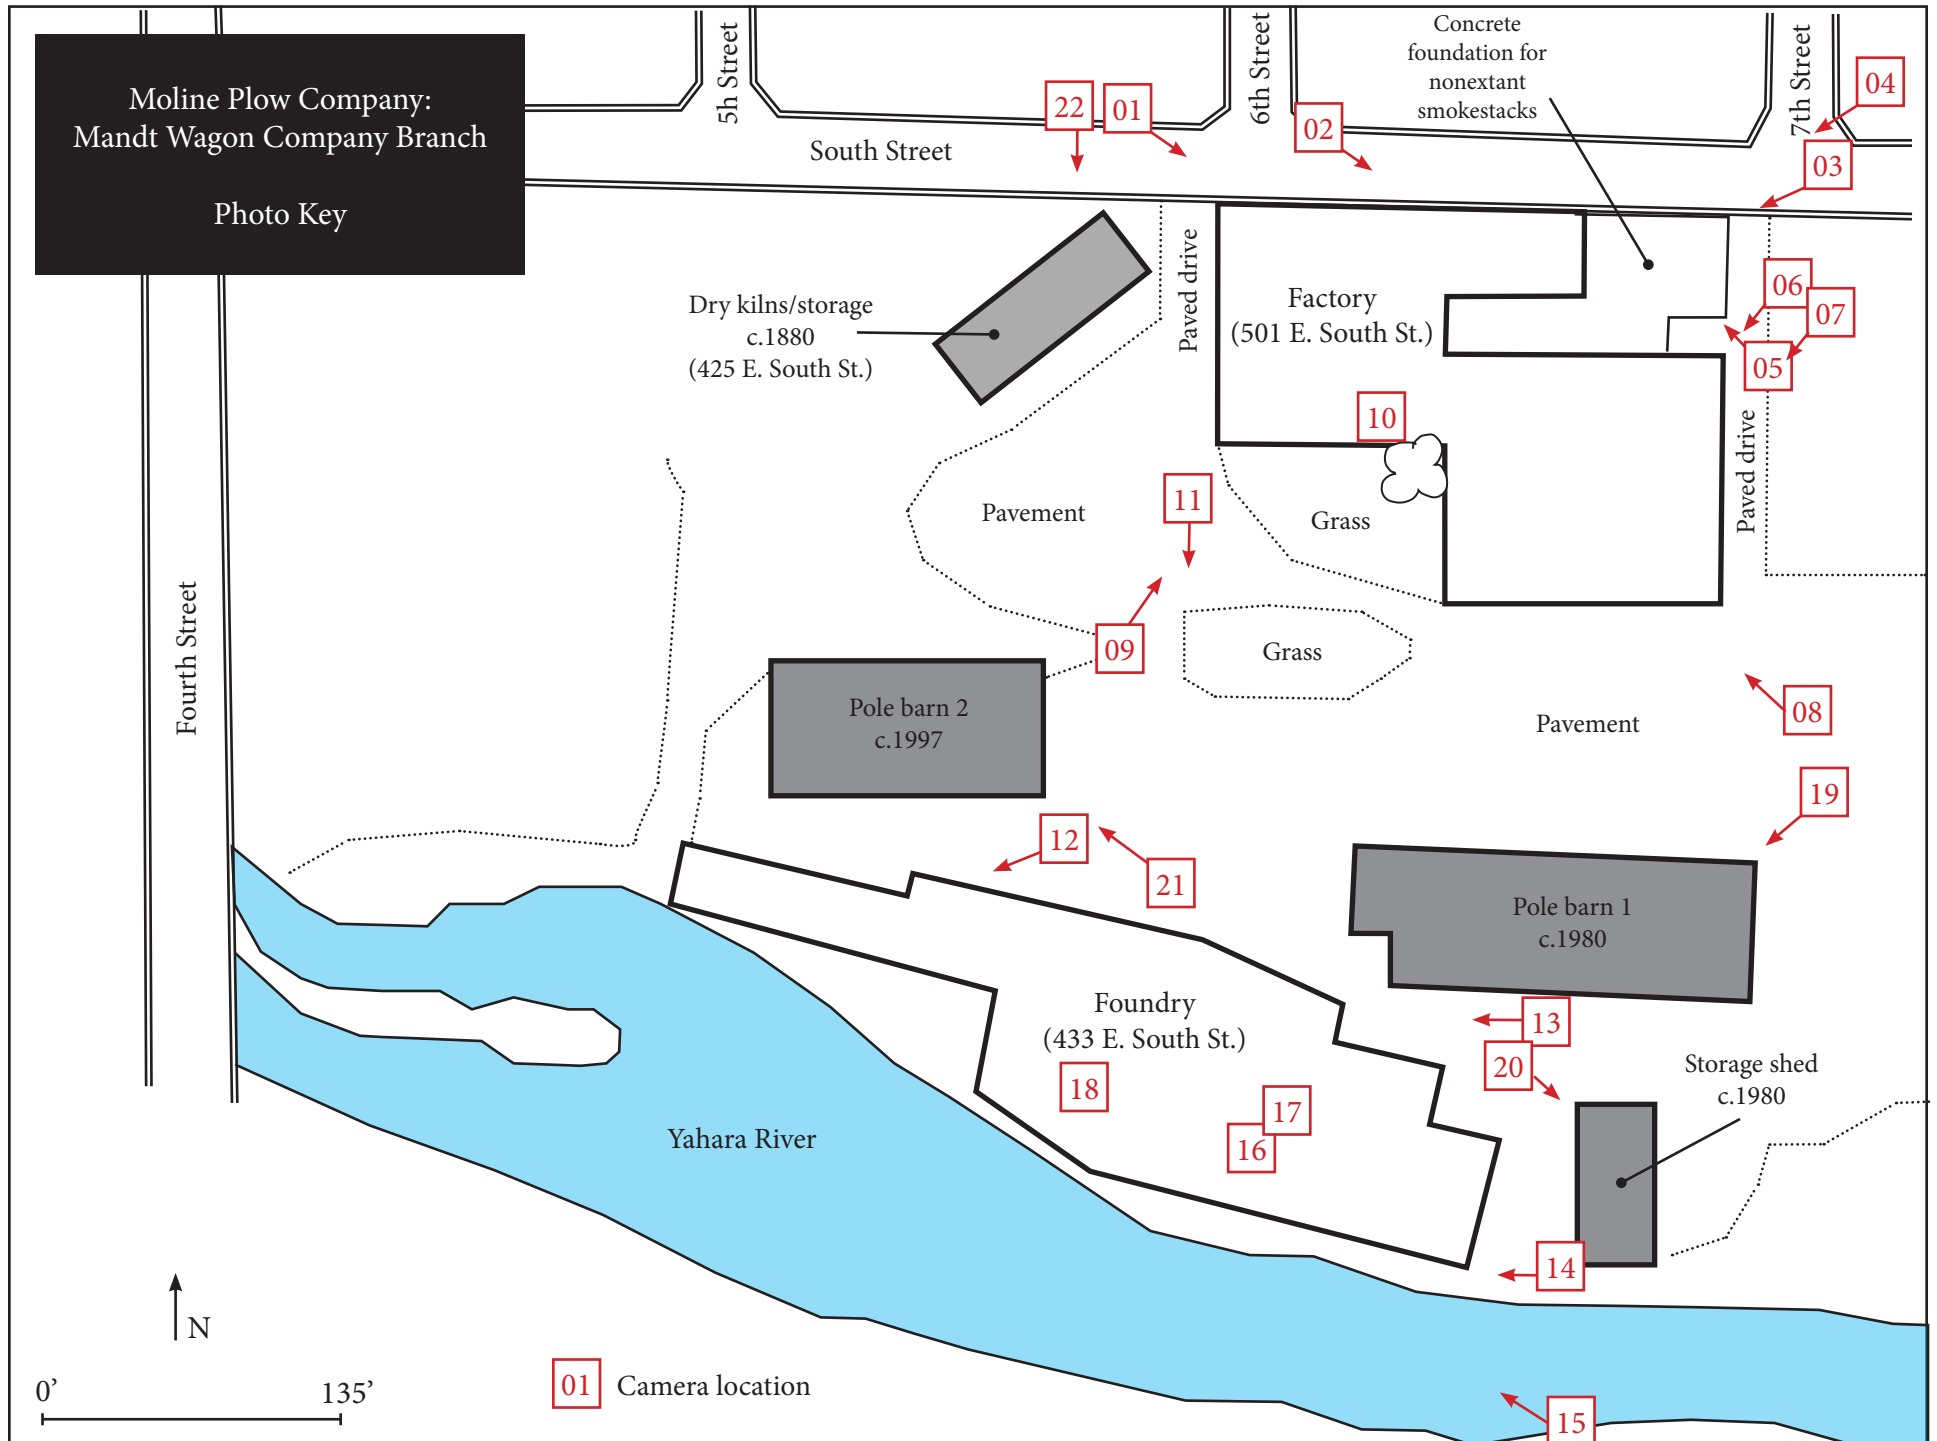 Moline Plow Company:
Mandt Wagon Company Branch
Photo Key
5h Street
6th Street
7th Street
Concrete
foundation for
nonextant
smokestacks
04
22
01
02
03
South Street
Paved drive
Factory
(501 E. South St.)
06
07
05
Dry kilns/storage
c.1880
(425 E. South St.)
10
Paved drive
11
Pavement
Grass
Fourth Street
09
Grass
08
Pole barn 2
c.1997
Pavement
19
12
21
Pole barn 1
c.1980
Foundry
(433 E. South St.)
13
20
Storage shed
c.1980
18
17
16
Yahara River
14
N
0’
135’
01
Camera location
15